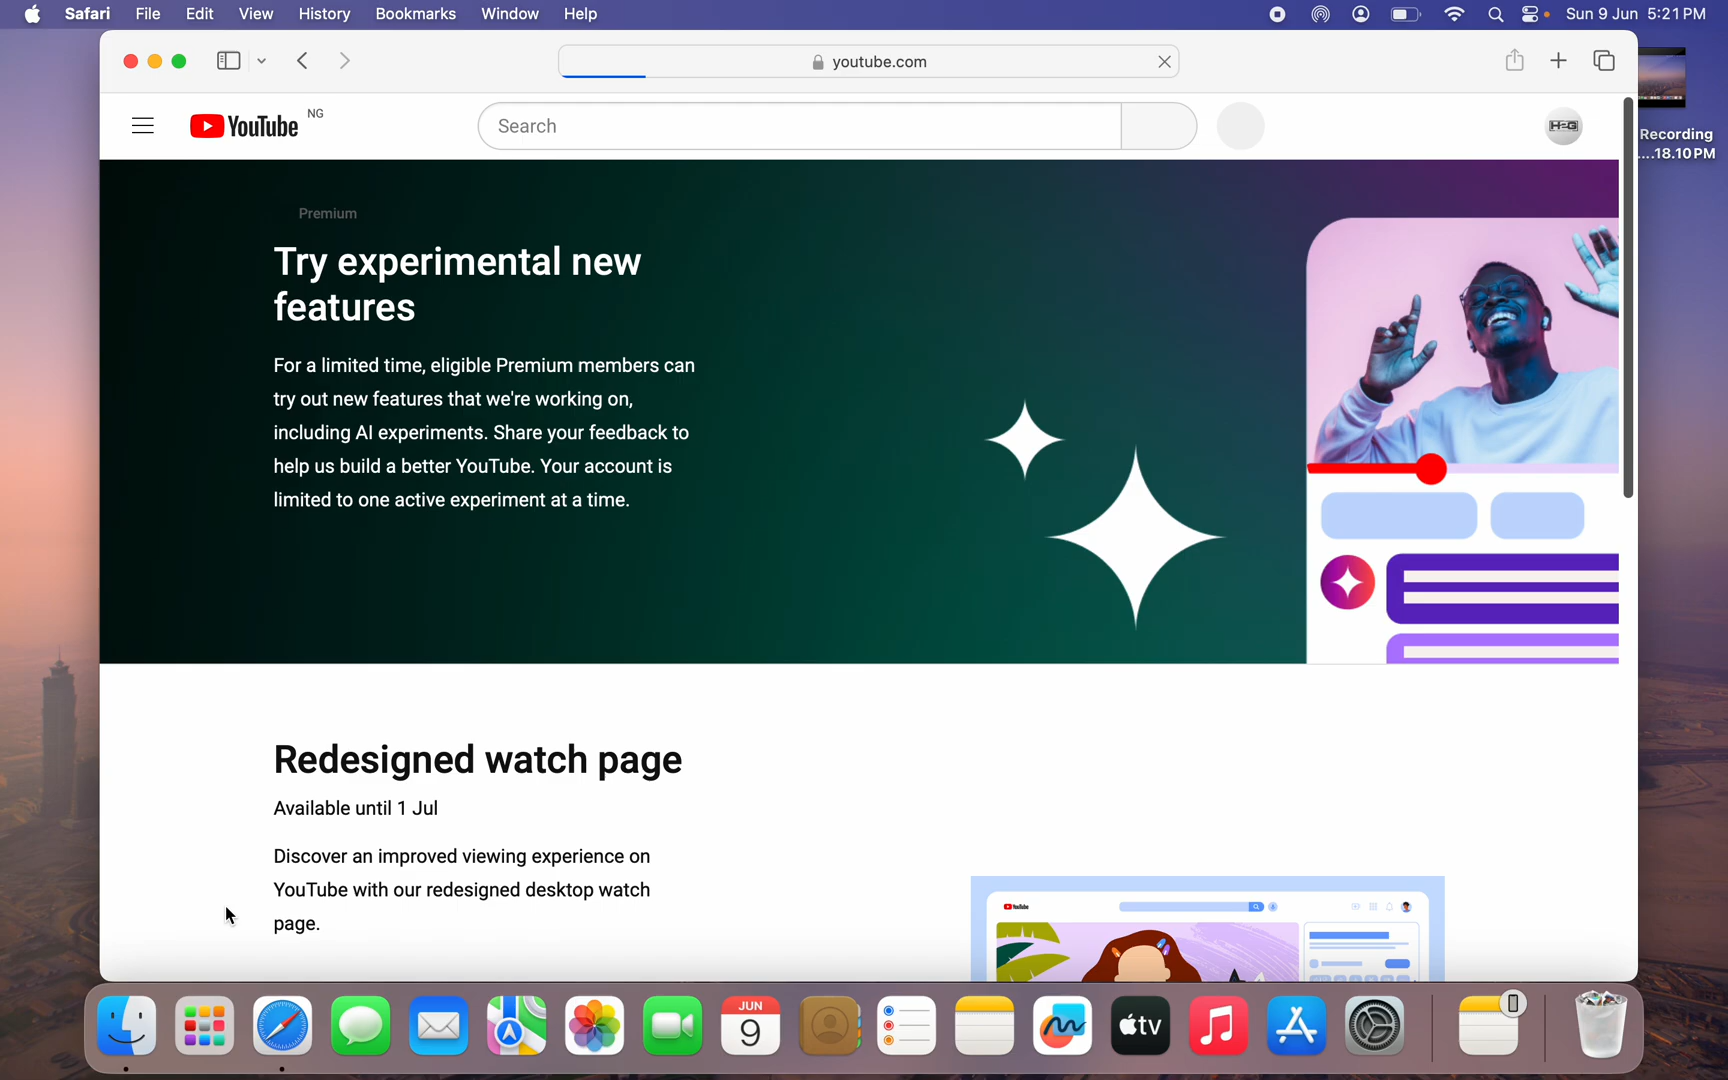 Safari File Edit View History Bookmarks Window Help Sun 9 Jun 5:21 PM
youtube.com
YouTube NG
Search
H2G
Recording
....18.10 PM
Premium
Try experimental new
features
For a limited time, eligible Premium members can
try out new features that we're working on,
including AI experiments. Share your feedback to
help us build a better YouTube. Your account is
limited to one active experiment at a time.
Redesigned watch page
Available until 1 Jul
Discover an improved viewing experience on
YouTube with our redesigned desktop watch
page.
YouTube
JUN
9
tv